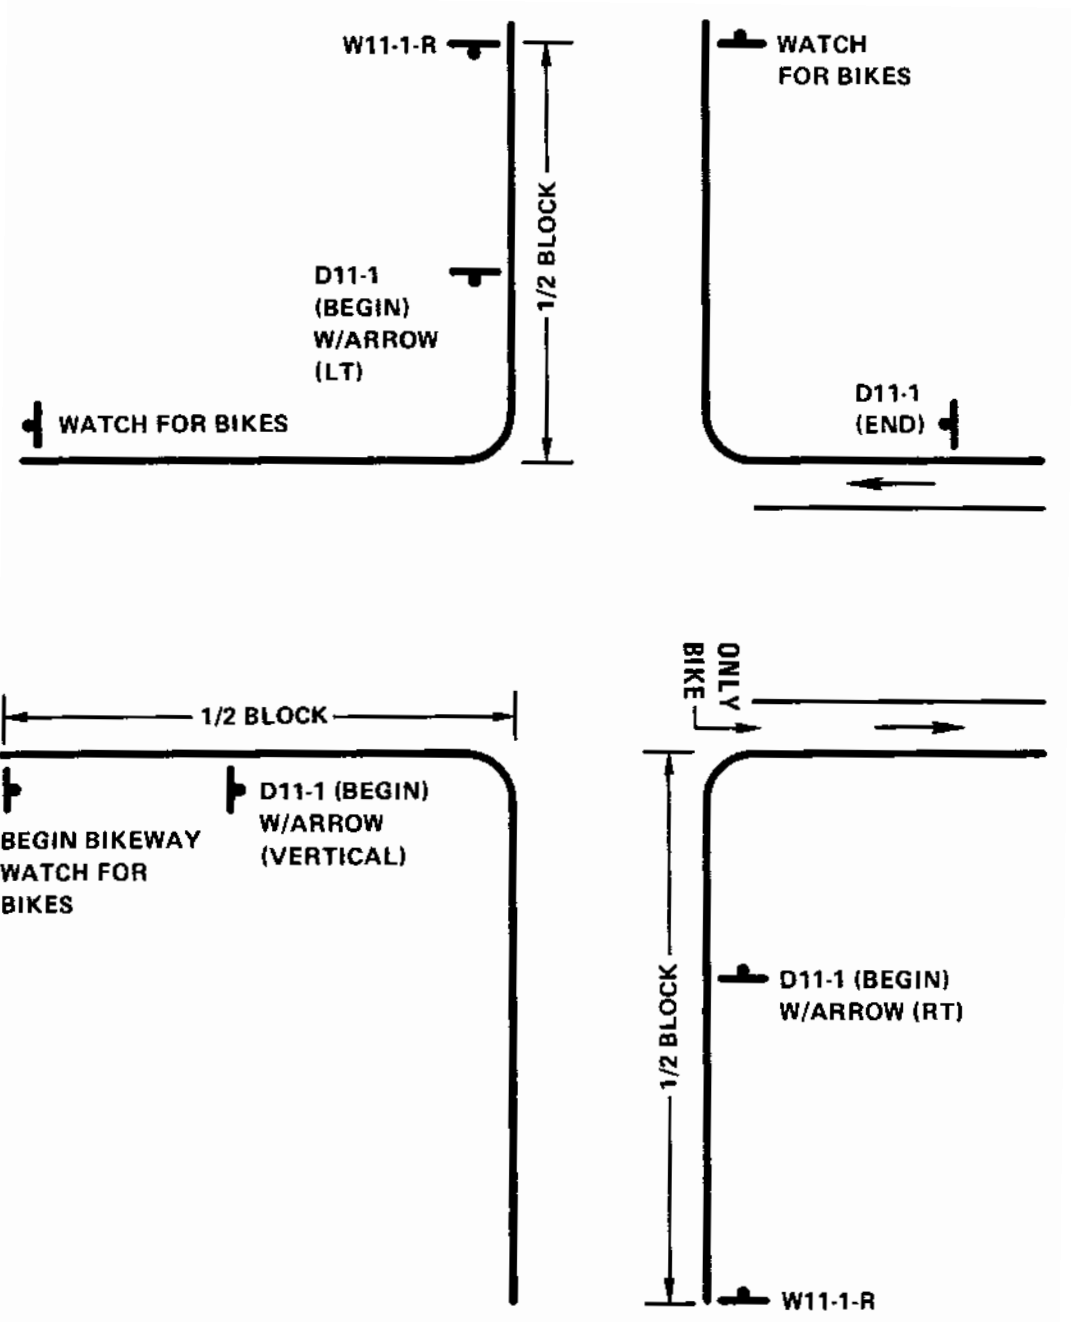 W11-1-R
WATCH
FOR BIKES
1/2 BLOCK
D11-1
(BEGIN)
W/ARROW
(LT)
WATCH FOR BIKES
D11-1
(END)
ONLY
BIKE
1/2 BLOCK
BEGIN BIKEWAY
WATCH FOR
BIKES
D11-1 (BEGIN)
W/ARROW
(VERTICAL)
1/2 BLOCK
D11-1 (BEGIN)
W/ARROW (RT)
W11-1-R